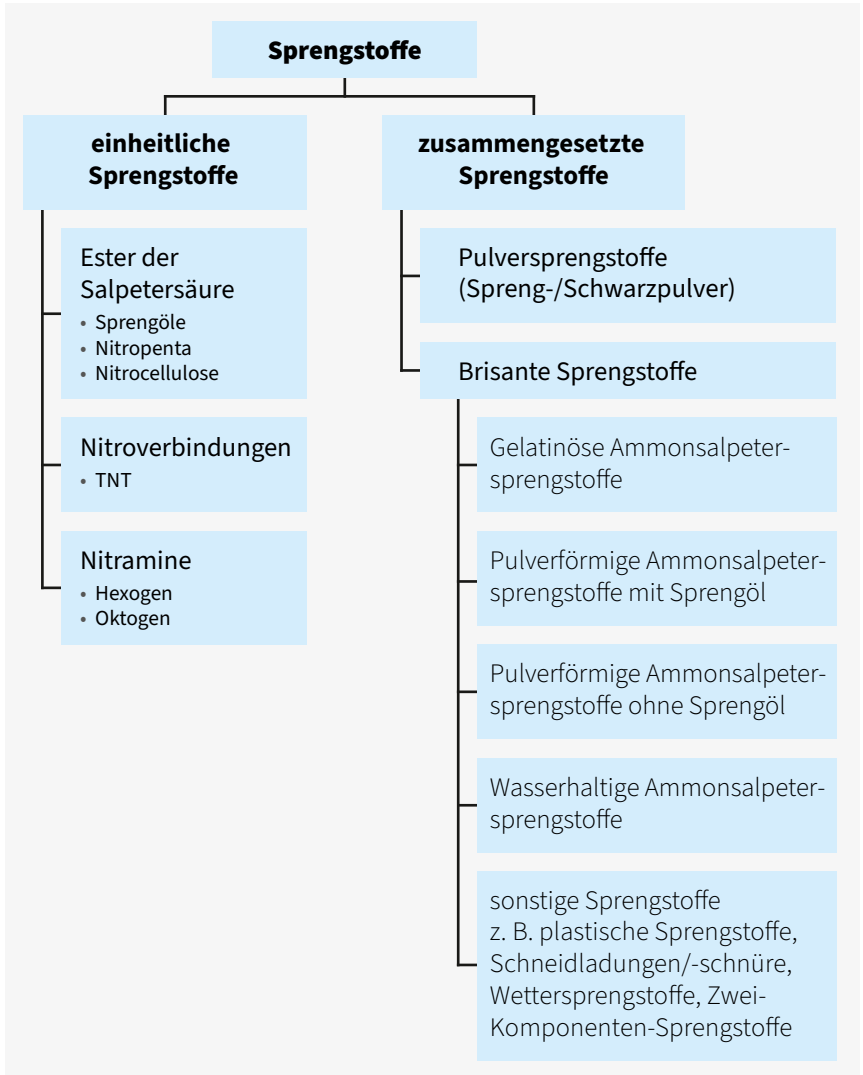 Sprengstoffe
einheitliche
Sprengstoffe
Ester der
Salpetersäure
• Sprengöle
• Nitropenta
• Nitrocellulose
Nitroverbindungen
• TNT
Nitramine
• Hexogen
• Oktogen
zusammengesetzte
Sprengstoffe
Pulversprengstoffe
(Spreng-/Schwarzpulver)
Brisante Sprengstoffe
Gelatinöse Ammonsalpeter-
sprengstoffe
Pulverförmige Ammonsalpeter-
sprengstoffe mit Sprengöl
Pulverförmige Ammonsalpeter-
sprengstoffe ohne Sprengöl
Wasserhaltige Ammonsalpeter-
sprengstoffe
sonstige Sprengstoffe
z. B. plastische Sprengstoffe,
Schneidladungen/-schnüre,
Wettersprengstoffe, Zwei-
Komponenten-Sprengstoffe